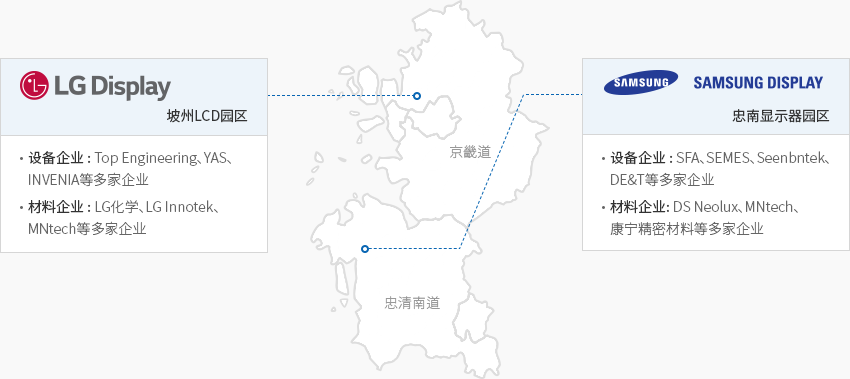 LG Display
坡州LCD园区
• 设备企业 : Top Engineering、YAS、
INVENIA等多家企业
• 材料企业 : LG化学、LG Innotek、
MNtech等多家企业
京畿道
忠清南道
SAMSUNG SAMSUNG DISPLAY
忠南显示器园区
• 设备企业 : SFA、SEMES、Seenbntek、
DE&T等多家企业
• 材料企业: DS Neolux、MNtech、
康宁精密材料等多家企业